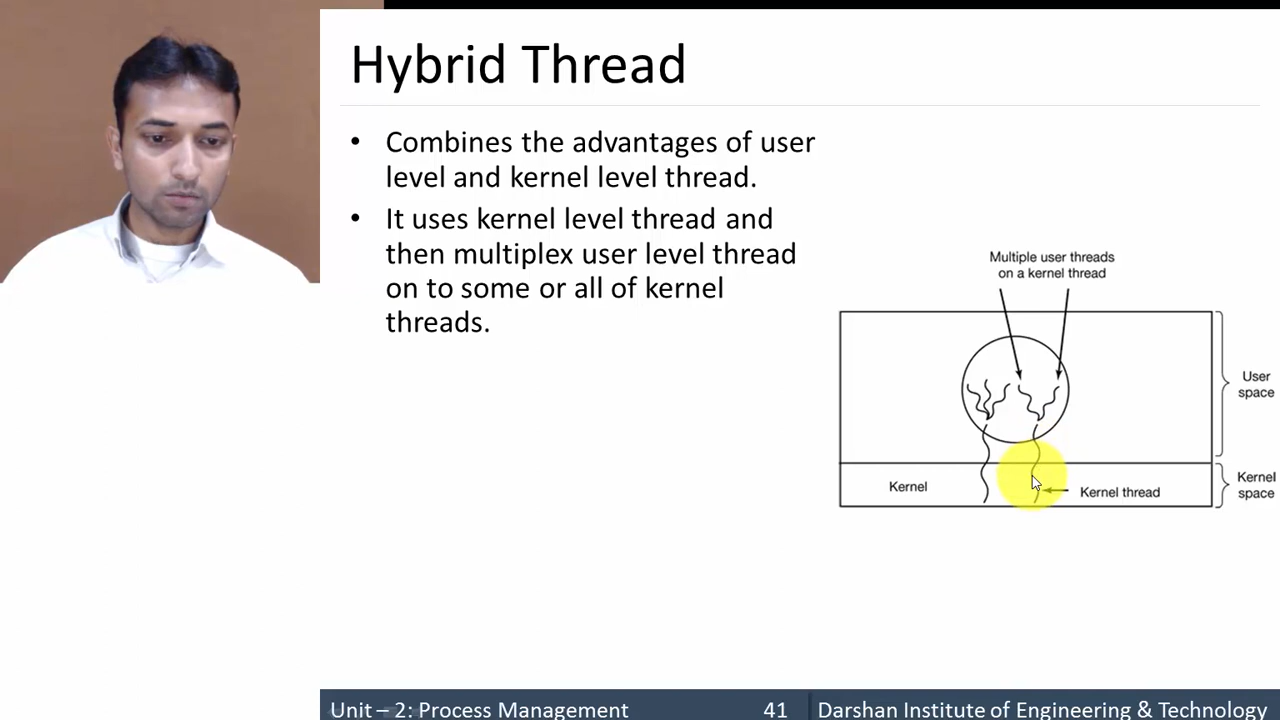 Hybrid Thread
• Combines the advantages of user
level and kernel level thread.
• It uses kernel level thread and
then multiplex user level thread
on to some or all of kernel
threads.
Multiple user threads
on a kernel thread
User
space
Kernel
Kernel thread
Kernel
space
Unit – 2: Process Management
41
Darshan Institute of Engineering & Technology